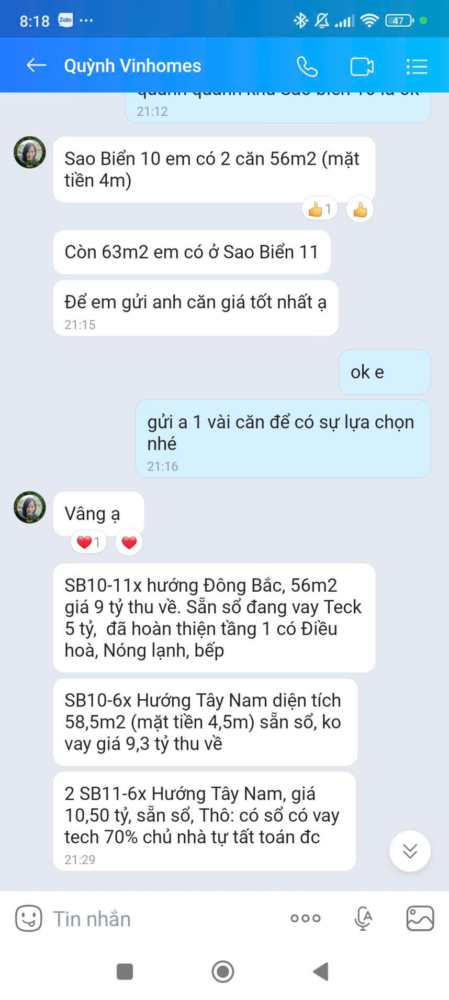 8:18 Zalo ... 47
Quỳnh Vinhomes
21:12
Sao Biển 10 em có 2 căn 56m2 (mặt
tiền 4m)
1
Còn 63m2 em có ở Sao Biển 11
Để em gửi anh căn giá tốt nhất ạ
21:15
ok e
gửi a 1 vài căn để có sự lựa chọn
nhé
21:16
Vâng ạ
1
SB10-11x hướng Đông Bắc, 56m2
giá 9 tỷ thu về. Sẵn sổ đang vay Teck
5 tỷ,  đã hoàn thiện tầng 1 có Điều
hoà, Nóng lạnh, bếp
SB10-6x Hướng Tây Nam diện tích
58,5m2 (mặt tiền 4,5m) sẵn sổ, ko
vay giá 9,3 tỷ thu về
2 SB11-6x Hướng Tây Nam, giá
10,50 tỷ, sẵn sổ, Thô: có sổ có vay
tech 70% chủ nhà tự tất toán đc
21:29
Tin nhắn